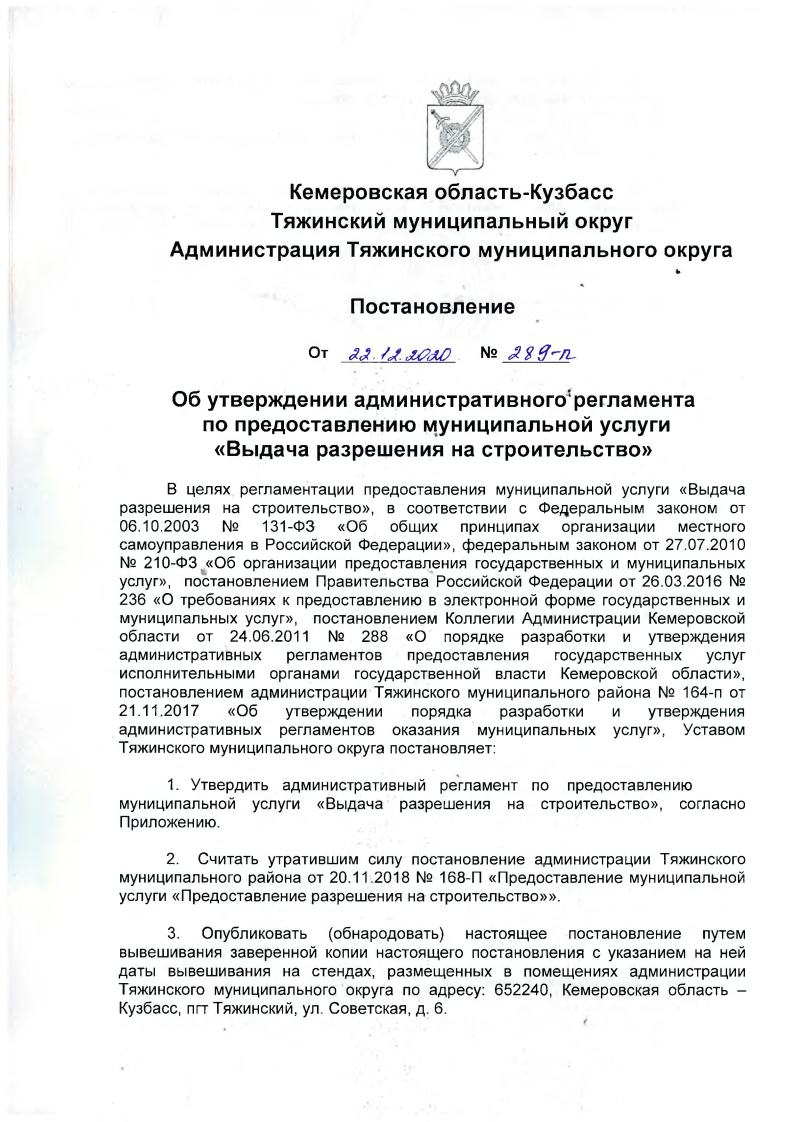 Кемеровская область-Кузбасс
Тяжинский муниципальный округ
Администрация Тяжинского муниципального округа
Постановление
От 22.12.2020 № 289-п
Об утверждении административного регламента
по предоставлению муниципальной услуги
«Выдача разрешения на строительство»
В целях регламентации предоставления муниципальной услуги «Выдача
разрешения на строительство», в соответствии с Федеральным законом от
06.10.2003 № 131-ФЗ «Об общих принципах организации местного
самоуправления в Российской Федерации», федеральным законом от 27.07.2010
№ 210-ФЗ «Об организации предоставления государственных и муниципальных
услуг», постановлением Правительства Российской Федерации от 26.03.2016 №
236 «О требованиях к предоставлению в электронной форме государственных и
муниципальных услуг», постановлением Коллегии Администрации Кемеровской
области от 24.06.2011 № 288 «О порядке разработки и утверждения
административных регламентов предоставления государственных услуг
исполнительными органами государственной власти Кемеровской области»,
постановлением администрации Тяжинского муниципального района № 164-п от
21.11.2017 «Об утверждении порядка разработки и утверждения
административных регламентов оказания муниципальных услуг», Уставом
Тяжинского муниципального округа постановляет:
1. Утвердить административный регламент по предоставлению
муниципальной услуги «Выдача разрешения на строительство», согласно
Приложению.
2. Считать утратившим силу постановление администрации Тяжинского
муниципального района от 20.11.2018 № 168-П «Предоставление муниципальной
услуги «Предоставление разрешения на строительство»».
3. Опубликовать (обнародовать) настоящее постановление путем
вывешивания заверенной копии настоящего постановления с указанием на ней
даты вывешивания на стендах, размещенных в помещениях администрации
Тяжинского муниципального округа по адресу: 652240, Кемеровская область –
Кузбасс, пгт Тяжинский, ул. Советская, д. 6.